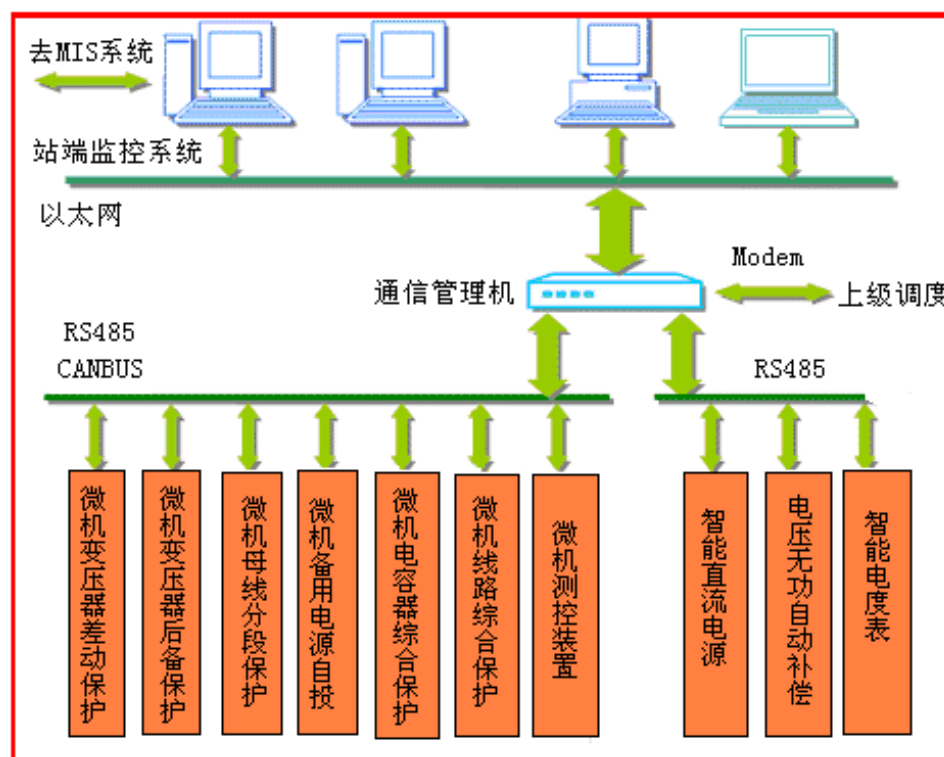 去MIS系统
站端监控系统
以太网
Modem
通信管理机
上级调度
RS485
CANBUS
RS485
微机变压器差动保护
微机变压器后备保护
微机母线分段保护
微机备用电源自投
微机电容器综合保护
微机线路综合保护
微机测控装置
智能直流电源
电压无功自动补偿
智能电度表